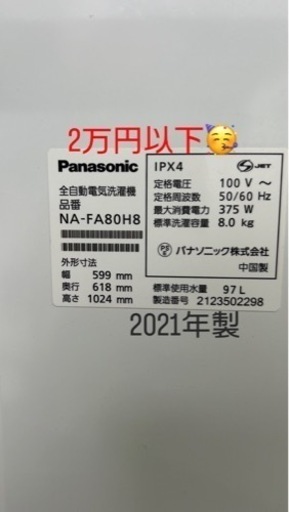 2万円以下🥳
Panasonic
全自動電気洗濯機
品番
NA-FA80H8
外形寸法
幅 599 mm
奥行 618 mm
高さ 1024 mm
IPX4 S JET
定格電圧 100 V ～
定格周波数 50/60 Hz
最大消費電力 375 W
標準洗濯容量 8.0 kg
PS E パナソニック株式会社
中国製
標準使用水量 97 L
製造番号 2123502298
2021年製